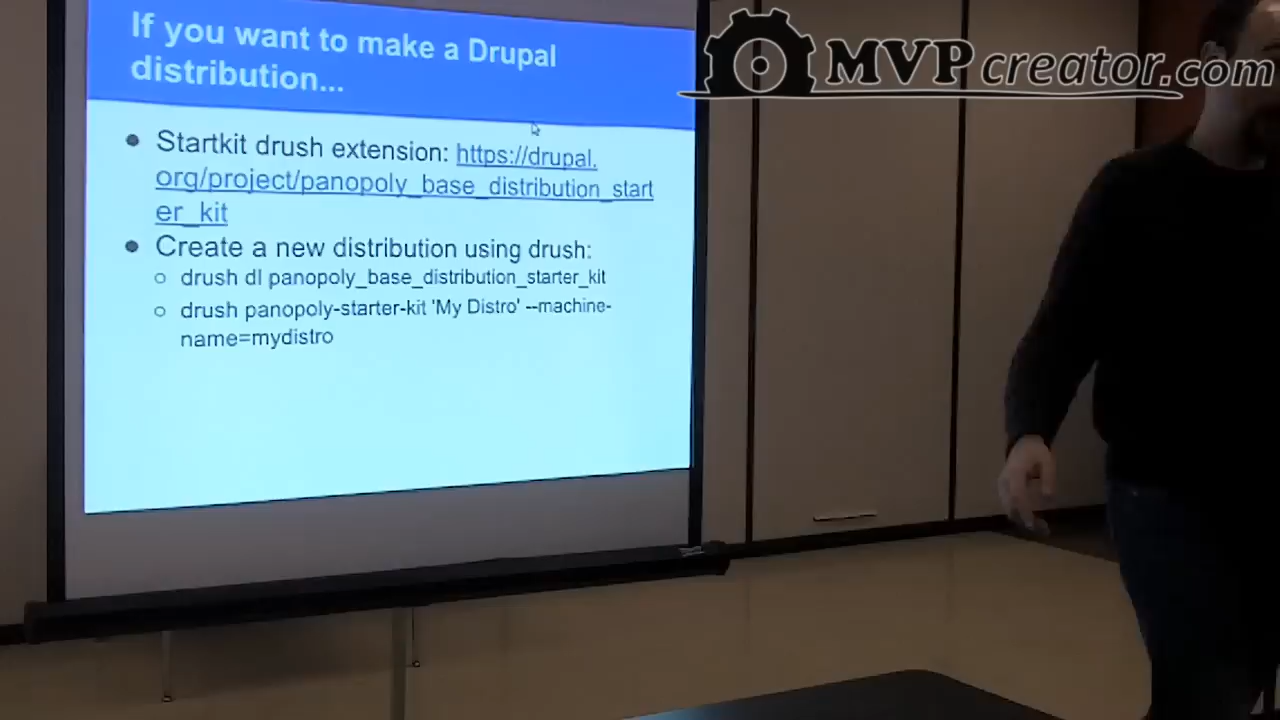 If you want to make a Drupal
distribution...
MVPcreator.com
● Startkit drush extension: https://drupal.
org/project/panopoly_base_distribution_start
er_kit
● Create a new distribution using drush:
○ drush dl panopoly_base_distribution_starter_kit
○ drush panopoly-starter-kit 'My Distro' --machine-
name=mydistro